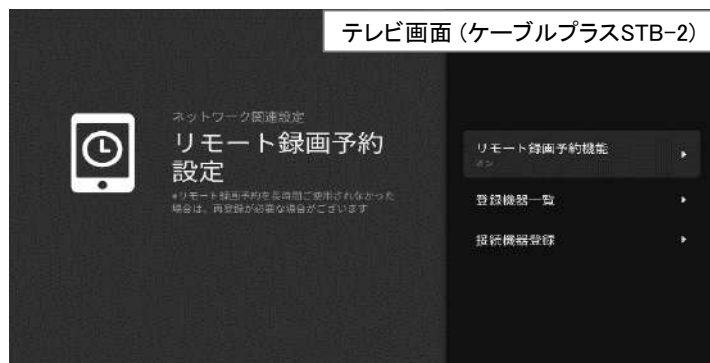 テレビ画面 (ケーブルプラスSTB-2)
ネットワーク関連設定
リモート録画予約
設定
*リモート録画予約を長時間ご使用されなかった
場合は、再登録が必要な場合がございます
リモート録画予約機能
オン
登録機器一覧
接続機器登録